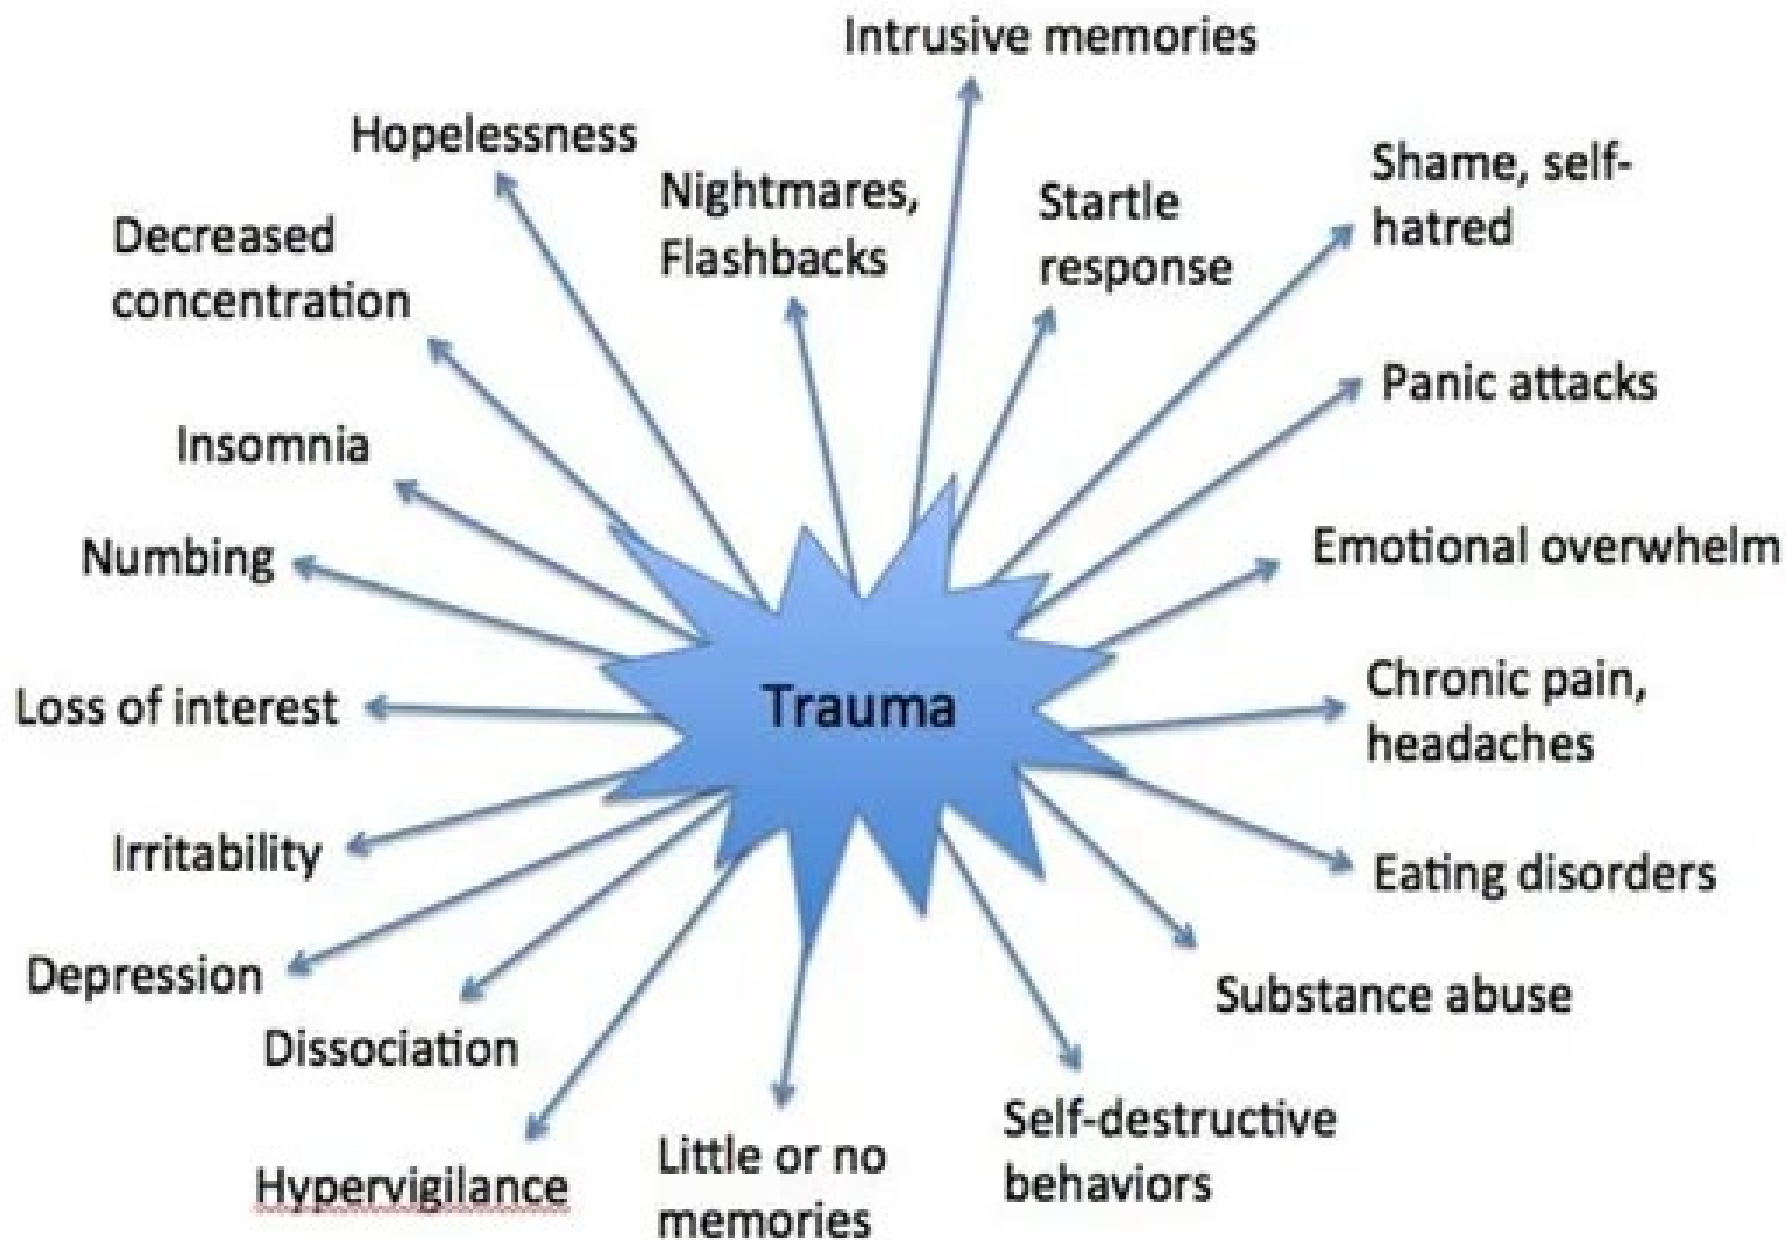 Intrusive memories
Hopelessness
Nightmares,
Flashbacks
Startle
response
Shame, self-
hatred
Decreased
concentration
Panic attacks
Insomnia
Emotional overwhelm
Numbing
Chronic pain,
headaches
Loss of interest
Trauma
Irritability
Eating disorders
Depression
Substance abuse
Dissociation
Self-destructive
behaviors
Little or no
memories
Hypervigilance